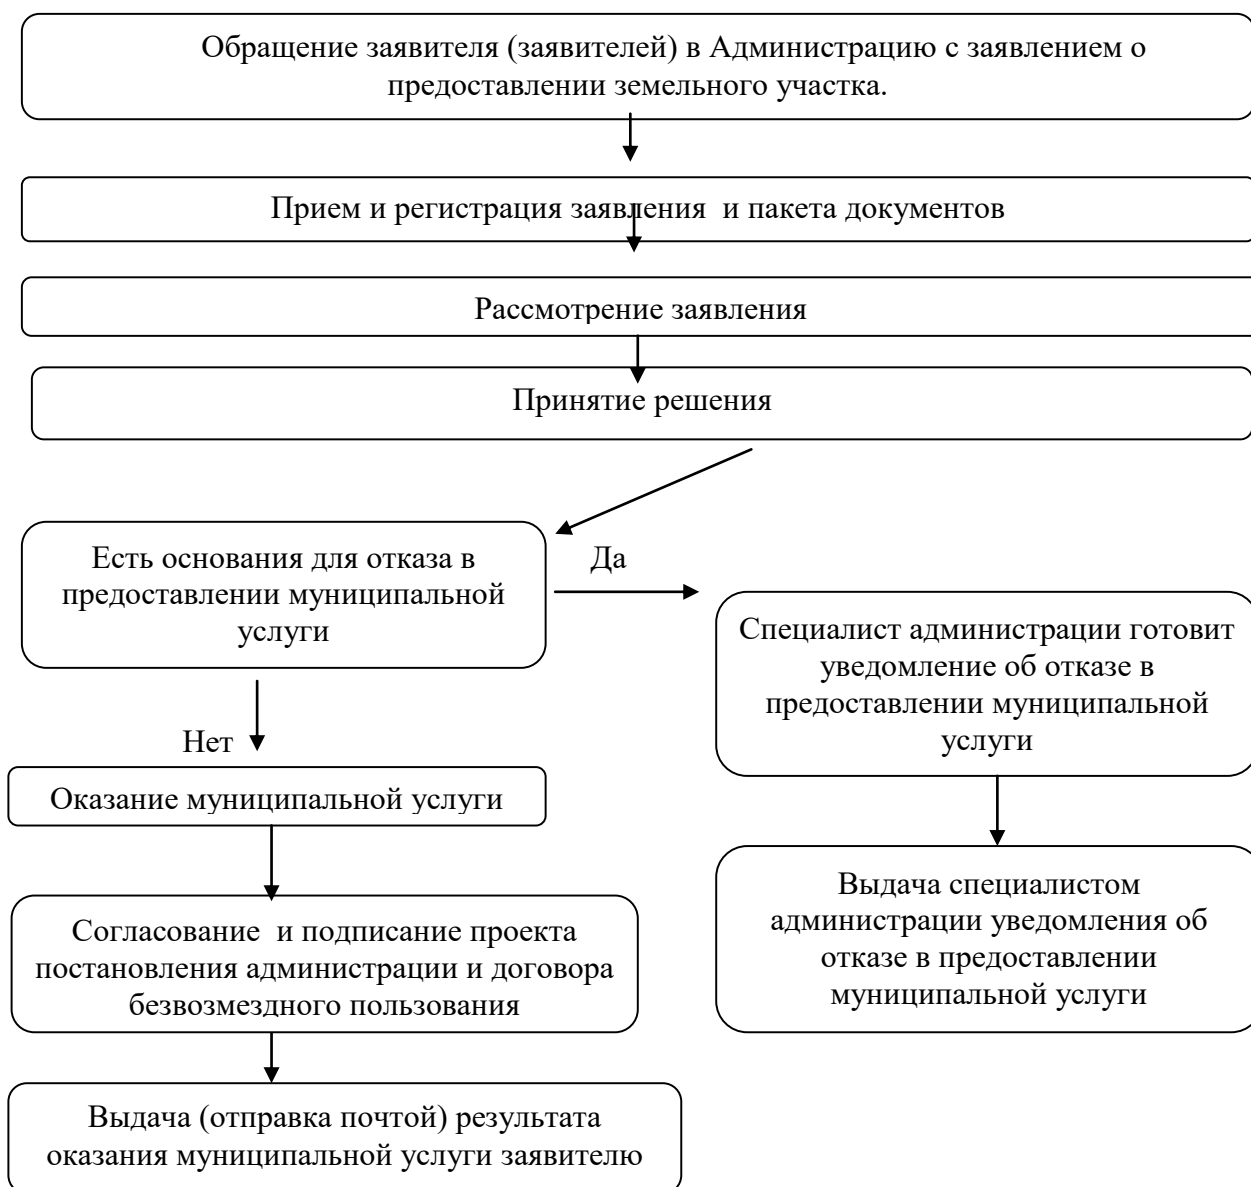 Обращение заявителя (заявителей) в Администрацию с заявлением о
предоставлении земельного участка.
Прием и регистрация заявления  и пакета документов
Рассмотрение заявления
Принятие решения
Есть основания для отказа в
предоставлении муниципальной
услуги
Да
Специалист администрации готовит
уведомление об отказе в
предоставлении муниципальной
услуги
Нет
Оказание муниципальной услуги
Выдача специалистом
администрации уведомления об
отказе в предоставлении
муниципальной услуги
Согласование  и подписание проекта
постановления администрации и договора
безвозмездного пользования
Выдача (отправка почтой) результата
оказания муниципальной услуги заявителю